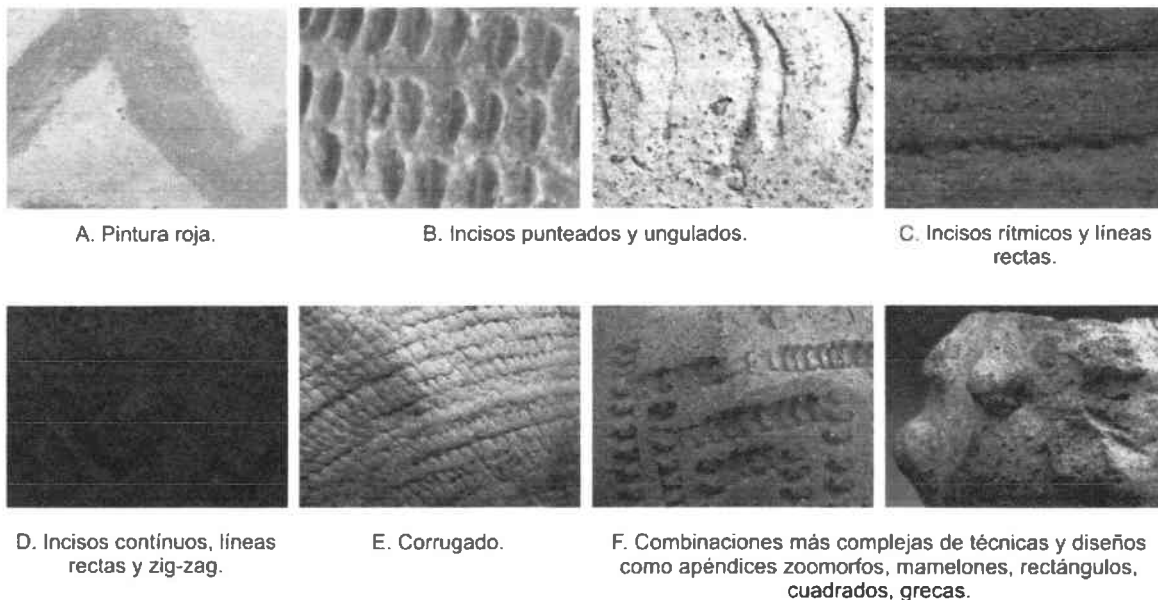 A. Pintura roja.
B. Incisos punteados y ungulados.
C. Incisos rítmicos y líneas
rectas.
D. Incisos contínuos, líneas
rectas y zig-zag.
E. Corrugado.
F. Combinaciones más complejas de técnicas y diseños
como apéndices zoomorfos, mamelones, rectángulos,
cuadrados, grecas.